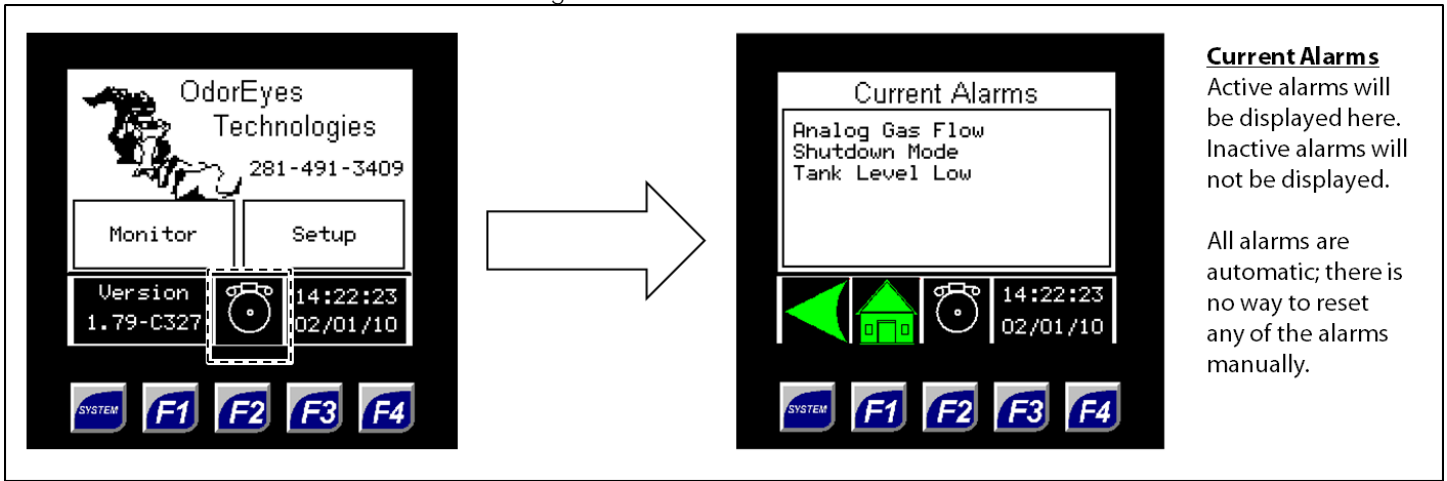 OdorEyes
Technologies
281-491-3409
Monitor
Setup
Version
1.79-C327
14:22:23
02/01/10
SYSTEM
F1
F2
F3
F4
Current Alarms
Analog Gas Flow
Shutdown Mode
Tank Level Low
14:22:23
02/01/10
SYSTEM
F1
F2
F3
F4
Current Alarms
Active alarms will
be displayed here.
Inactive alarms will
not be displayed.
All alarms are
automatic; there is
no way to reset
any of the alarms
manually.